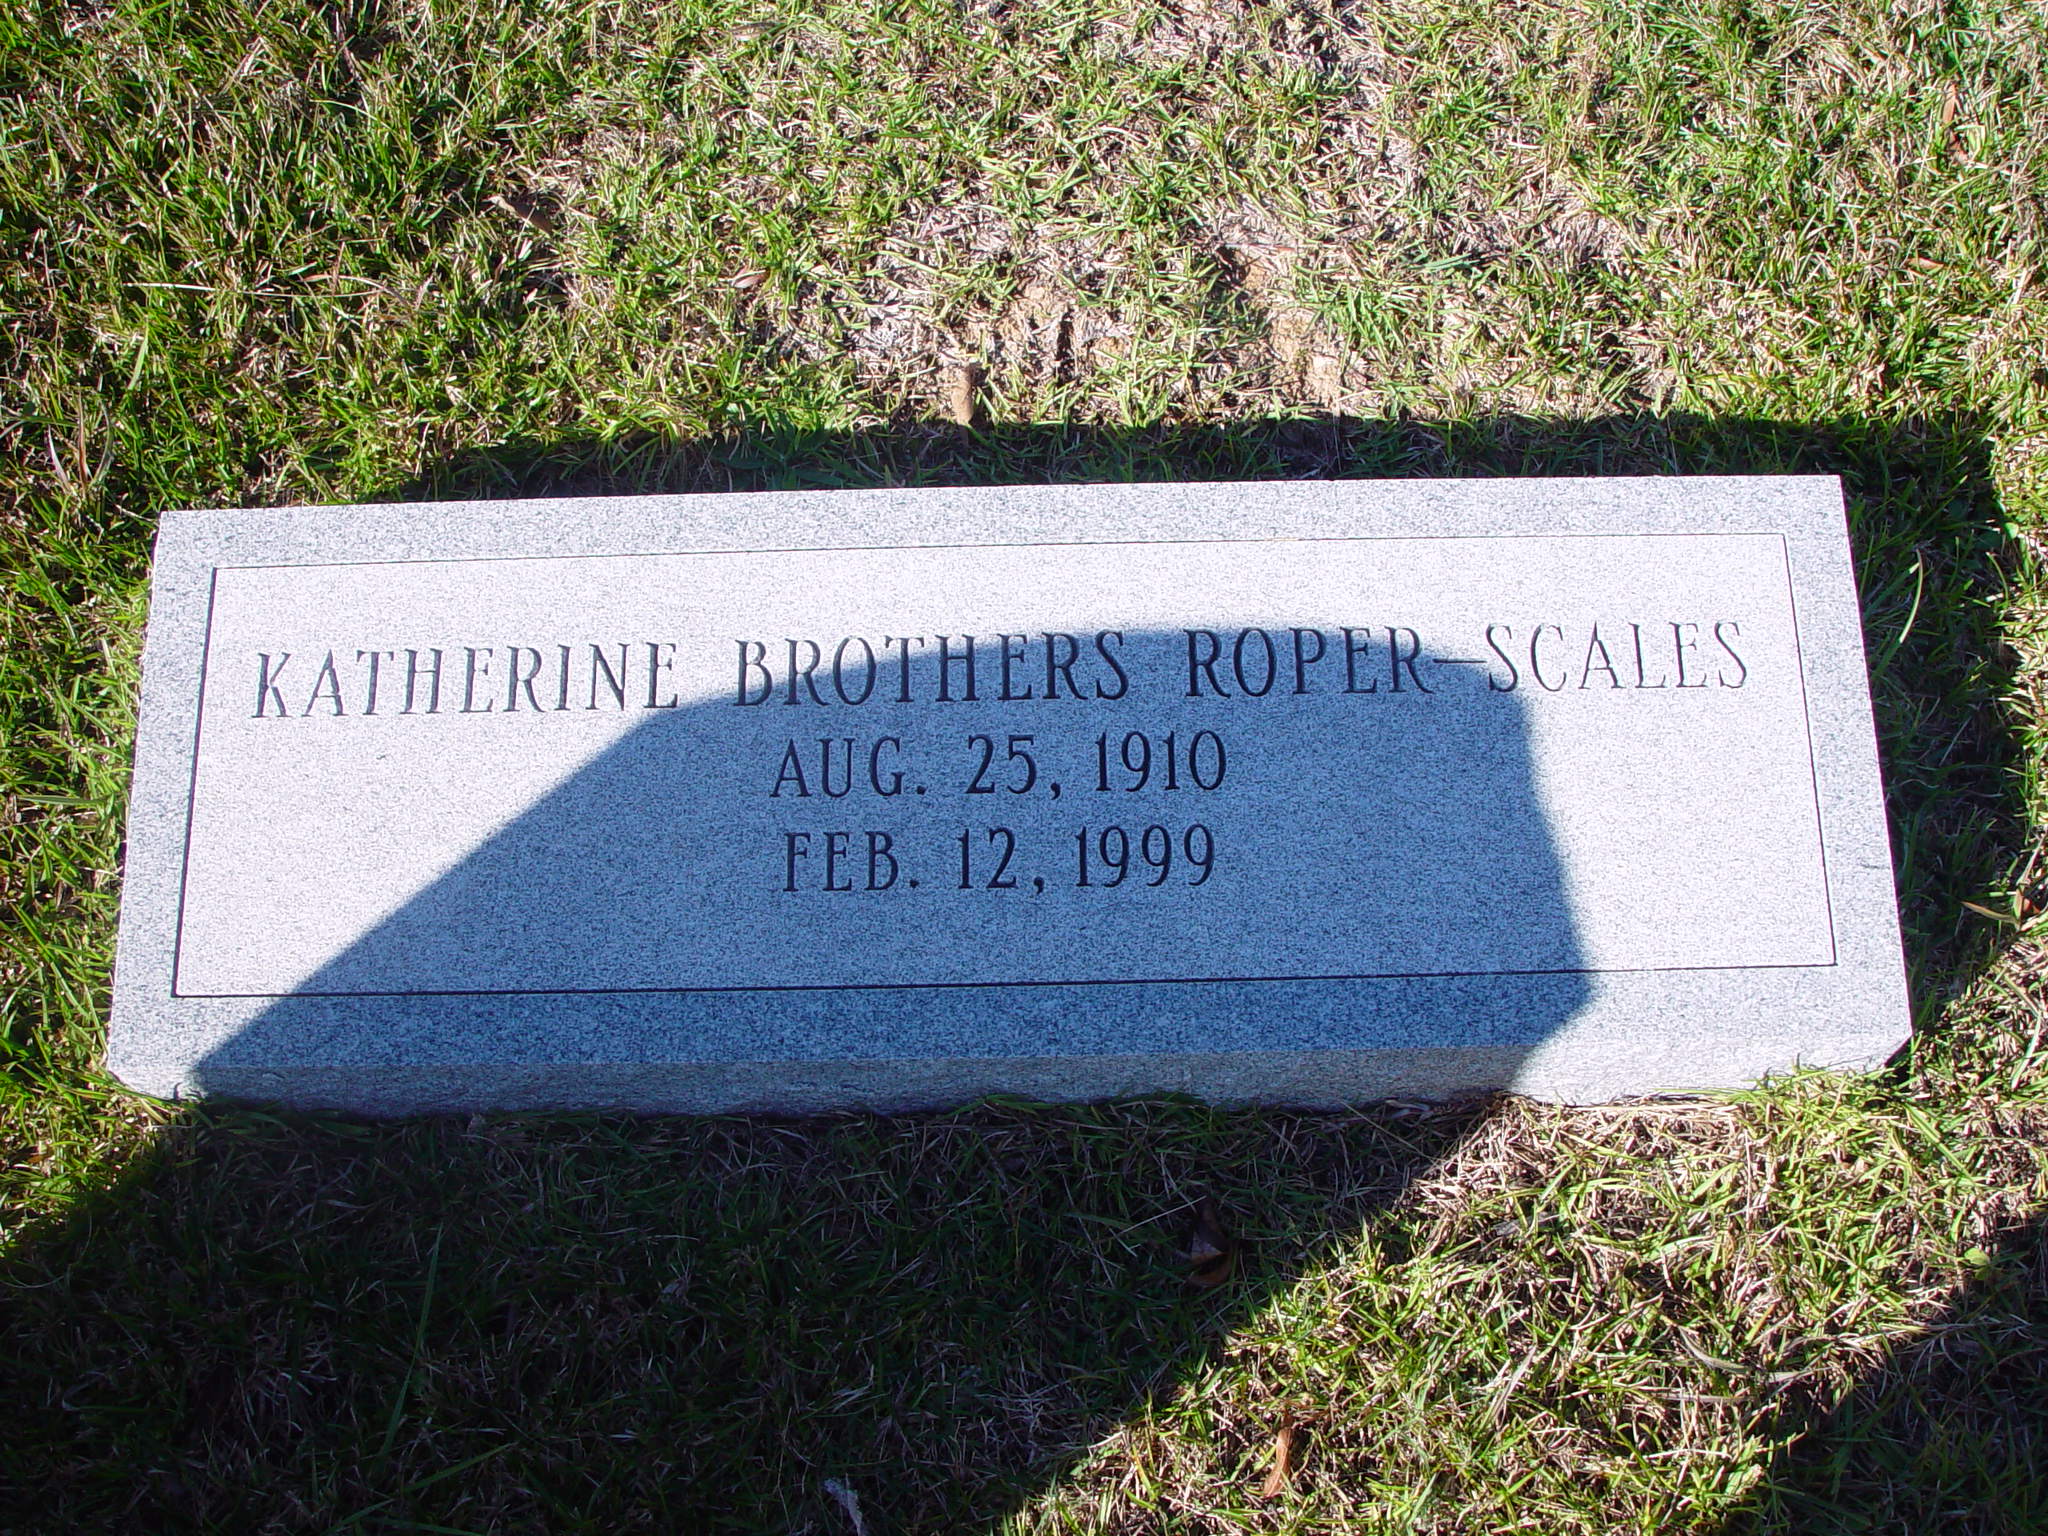 KATHERINE BROTHERS ROPER-SCALES
AUG. 25, 1910
FEB. 12, 1999